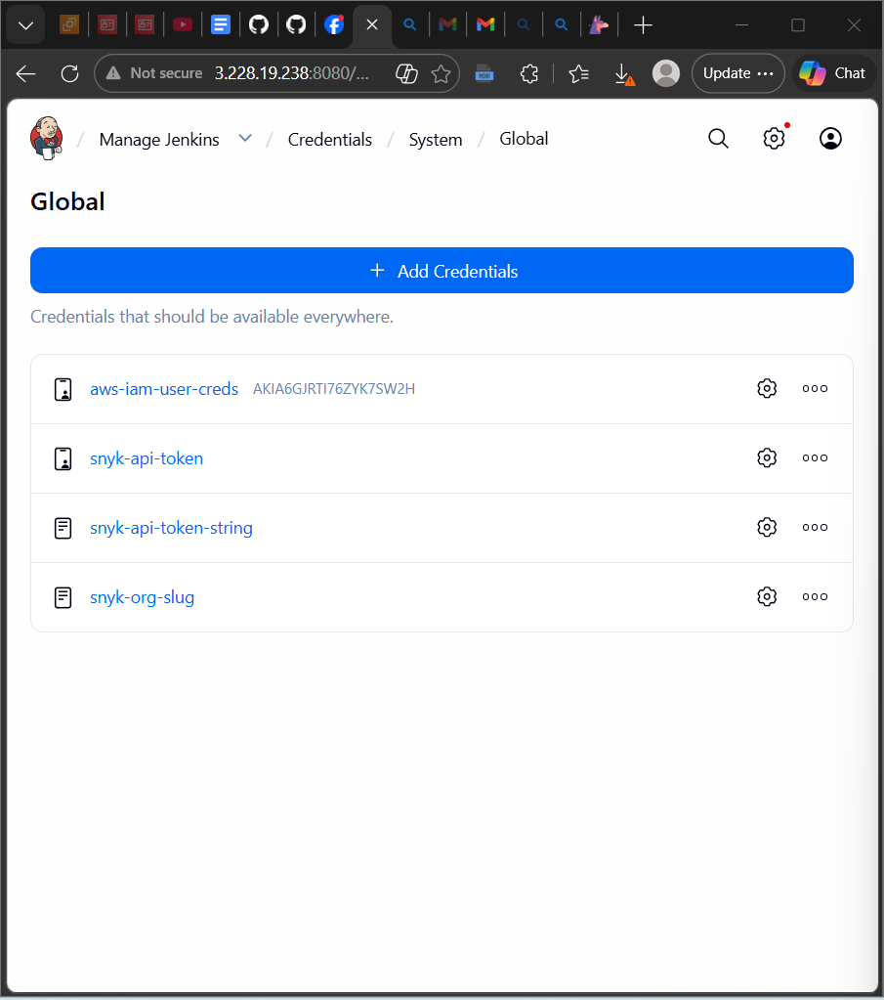 Not secure 3.228.19.238:8080/... MOBI Update ··· Chat
/ Manage Jenkins / Credentials / System / Global
Global
+ Add Credentials
Credentials that should be available everywhere.
aws-iam-user-creds AKIA6GJRTI76ZYK7SW2H
snyk-api-token
snyk-api-token-string
snyk-org-slug